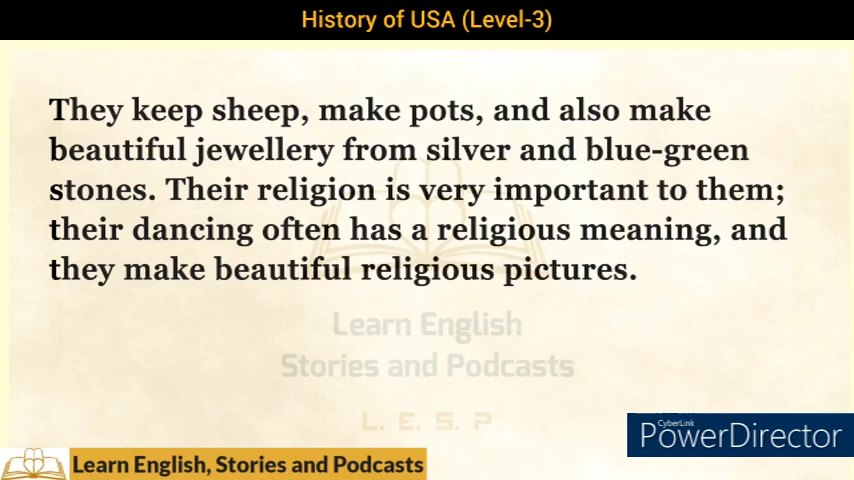 History of USA (Level-3)
They keep sheep, make pots, and also make
beautiful jewellery from silver and blue-green
stones. Their religion is very important to them;
their dancing often has a religious meaning, and
they make beautiful religious pictures.
Learn English
Stories and Podcasts
L. E. S. P
CyberLink
PowerDirector
Learn English, Stories and Podcasts